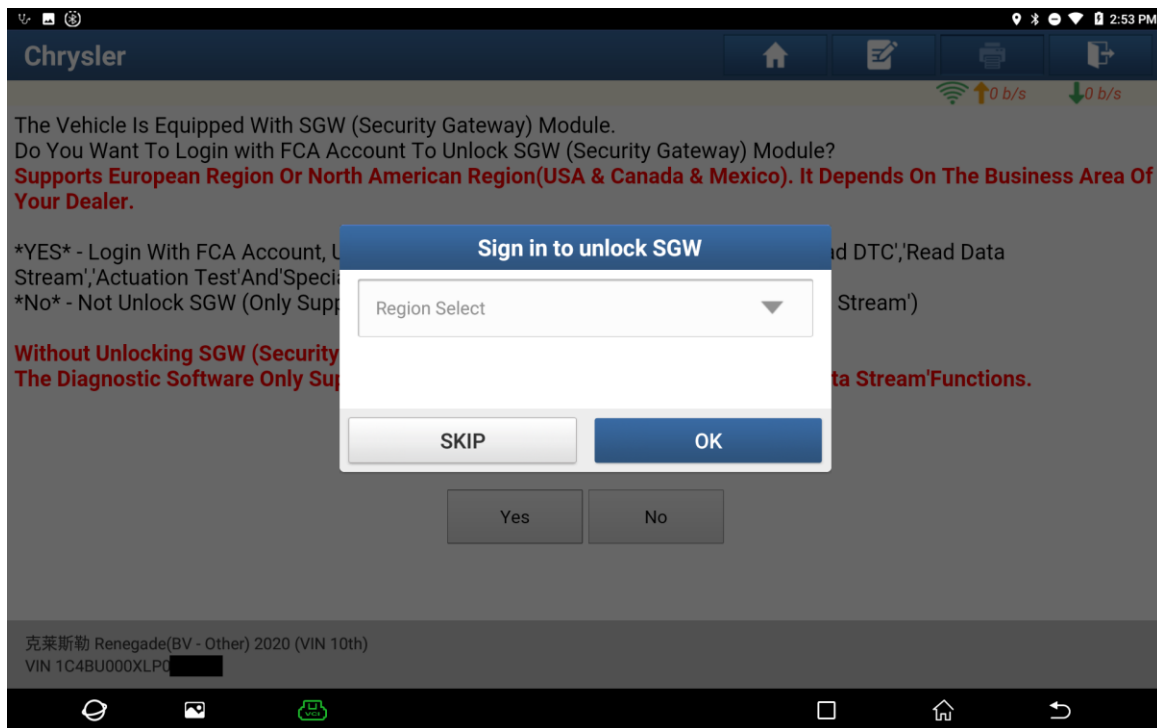 2:53 PM
Chrysler
0 b/s 0 b/s
The Vehicle Is Equipped With SGW (Security Gateway) Module.
Do You Want To Login with FCA Account To Unlock SGW (Security Gateway) Module?
Supports European Region Or North American Region(USA & Canada & Mexico). It Depends On The Business Area Of
Your Dealer.
Sign in to unlock SGW
*YES* - Login With FCA Account, DTC','Read Data
Stream','Actuation Test'And
Region Select
*No* - Not Unlock SGW (Only Stream')
Without Unlocking SGW (Security
The Diagnostic Software Only Stream'Functions.
SKIP OK
Yes No
克莱斯勒 Renegade(BV - Other) 2020 (VIN 10th)
VIN 1C4BU000XLP0
VCI